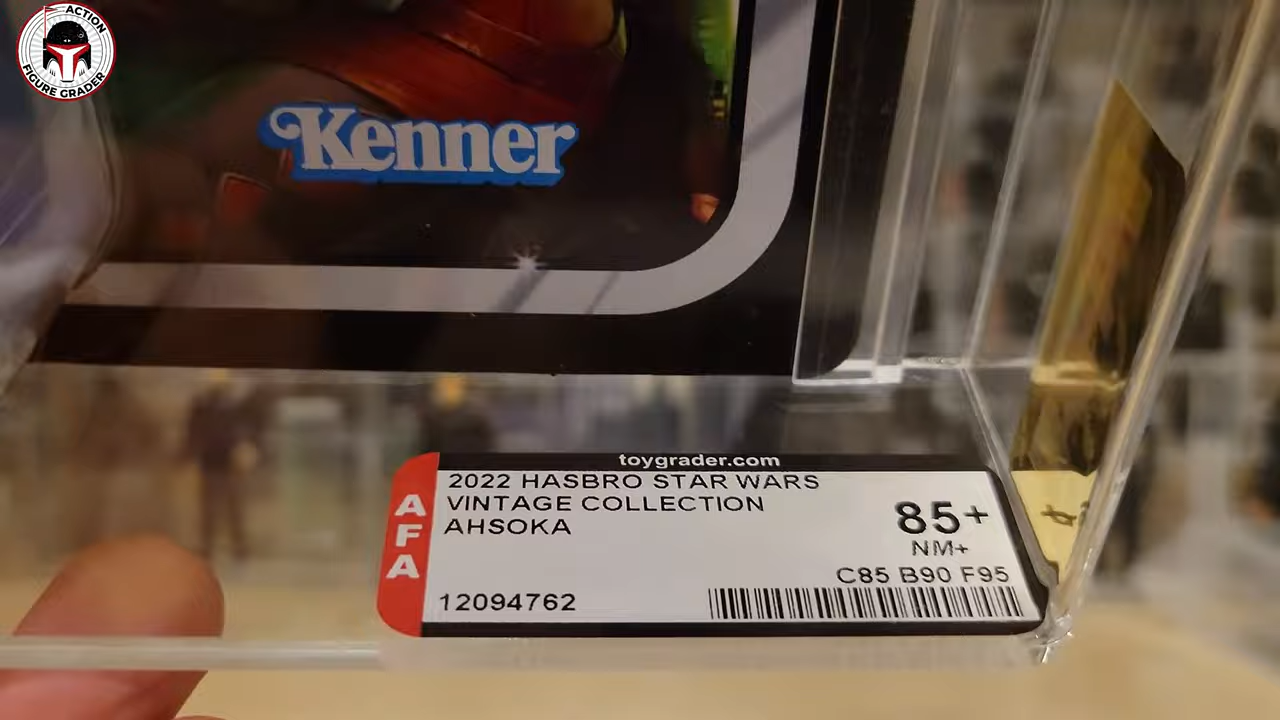 ACTION
FIGURE GRADER
Kenner
toygrader.com
AFA
2022 HASBRO STAR WARS
VINTAGE COLLECTION
AHSOKA
85+
NM+
C85 B90 F95
12094762